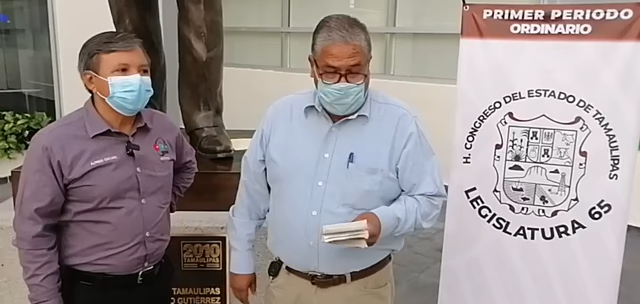 PRIMER PERIODO
ORDINARIO
H. CONGRESO DEL ESTADO DE TAMAULIPAS
LEGISLATURA 65
2010
TAMAULIPAS
TAMAULIPAS
O GUTIÉRREZ